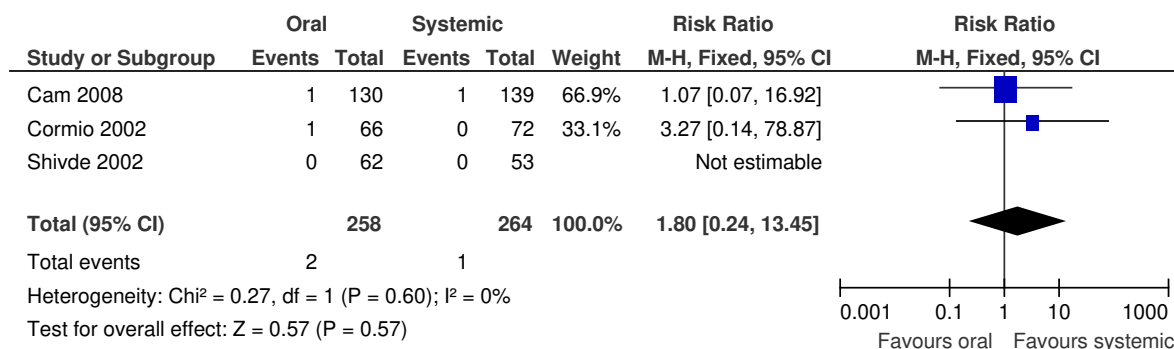 Oral Systemic Risk Ratio Risk Ratio
Study or Subgroup Events Total Events Total Weight M-H, Fixed, 95% CI M-H, Fixed, 95% CI
Cam 2008 1 130 1 139 66.9% 1.07 [0.07, 16.92]
Cormio 2002 1 66 0 72 33.1% 3.27 [0.14, 78.87]
Shivde 2002 0 62 0 53 Not estimable
Total (95% CI) 258 264 100.0% 1.80 [0.24, 13.45]
Total events 2 1
Heterogeneity: Chi² = 0.27, df = 1 (P = 0.60); I² = 0%
Test for overall effect: Z = 0.57 (P = 0.57)
0.001 0.1 1 10 1000
Favours oral Favours systemic